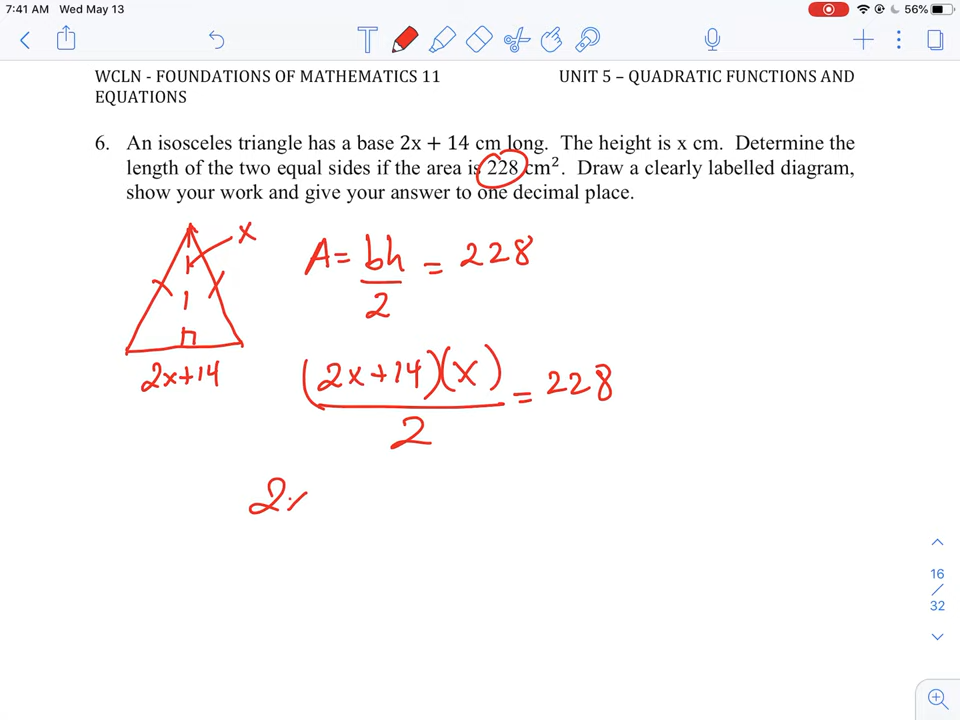 7:41 AM Wed May 13 56%
WCLN - FOUNDATIONS OF MATHEMATICS 11 UNIT 5 – QUADRATIC FUNCTIONS AND
EQUATIONS
6. An isosceles triangle has a base 2x + 14 cm long. The height is x cm. Determine the
length of the two equal sides if the area is 228 cm². Draw a clearly labelled diagram,
show your work and give your answer to one decimal place.
x
A = bh/2 = 228
2x+14
(2x+14)(x)/2 = 228
2
16
/
32